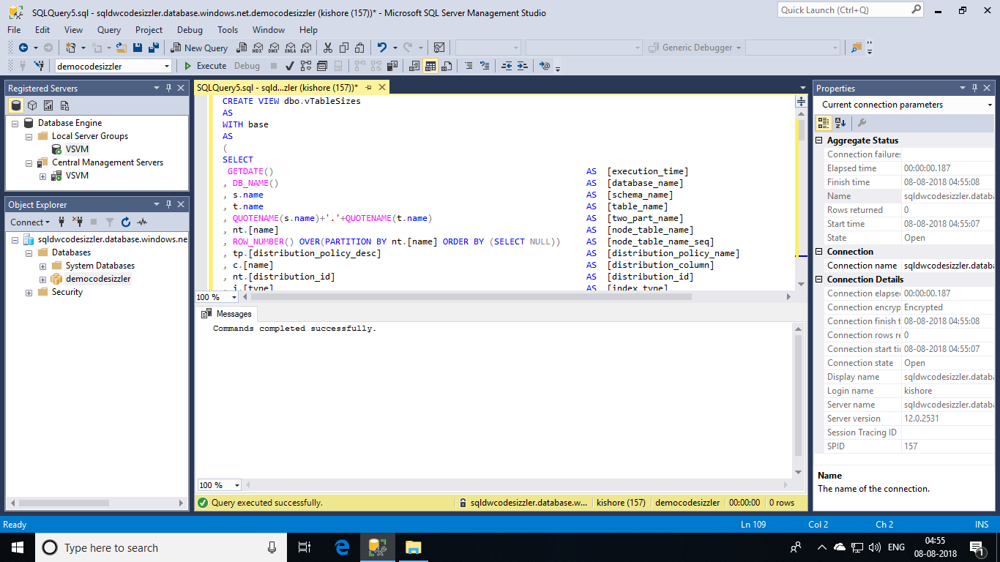 SQLQuery5.sql - sqldwcodesizzler.database.windows.net.democodesizzler (kishore (157))* - Microsoft SQL Server Management Studio
Quick Launch (Ctrl+Q)
File Edit View Query Project Debug Tools Window Help
New Query MDX DMX XMLA DAX Generic Debugger
democodesizzler Execute Debug
Registered Servers
Database Engine
Local Server Groups
VSVM
Central Management Servers
VSVM
Object Explorer
Connect
sqldwcodesizzler.database.windows.ne
Databases
System Databases
democodesizzler
Security
SQLQuery5.sql - sqld...zler (kishore (157))*
CREATE VIEW dbo.vTableSizes
AS
WITH base
AS
(
SELECT
GETDATE() AS [execution_time]
, DB_NAME() AS [database_name]
, s.name AS [schema_name]
, t.name AS [table_name]
, QUOTENAME(s.name)+'.'+QUOTENAME(t.name) AS [two_part_name]
, nt.[name] AS [node_table_name]
, ROW_NUMBER() OVER(PARTITION BY nt.[name] ORDER BY (SELECT NULL)) AS [node_table_name_seq]
, tp.[distribution_policy_desc] AS [distribution_policy_name]
, c.[name] AS [distribution_column]
, nt.[distribution_id] AS [distribution_id]
, i.[type] AS [index_type]
100 %
Messages
Commands completed successfully.
100 %
Query executed successfully. sqldwcodesizzler.database.w... kishore (157) democodesizzler 00:00:00 0 rows
Properties
Current connection parameters
Aggregate Status
Connection failures
Elapsed time 00:00:00.187
Finish time 08-08-2018 04:55:08
Name sqldwcodesizzler.databa
Rows returned 0
Start time 08-08-2018 04:55:07
State Open
Connection
Connection name sqldwcodesizzler.databa
Connection Details
Connection elapse 00:00:00.187
Connection encryp Encrypted
Connection finish t 08-08-2018 04:55:08
Connection rows re 0
Connection start tir 08-08-2018 04:55:07
Connection state Open
Display name sqldwcodesizzler.databa
Login name kishore
Server name sqldwcodesizzler.databa
Server version 12.0.2531
Session Tracing ID
SPID 157
Name
The name of the connection.
Ready Ln 109 Col 2 Ch 2 INS
Type here to search
ENG
04:55
08-08-2018
1